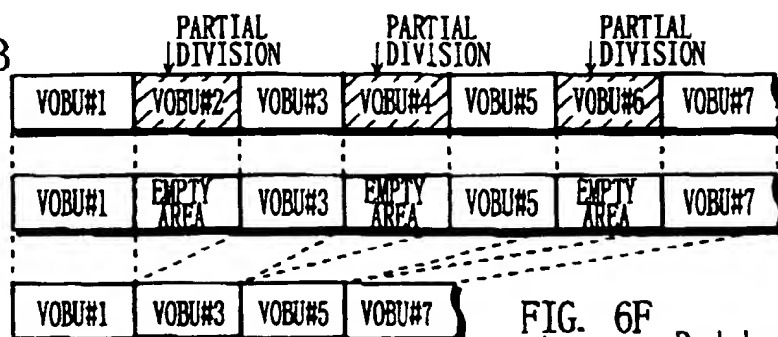 PARTIAL DIVISION PARTIAL DIVISION PARTIAL DIVISION
VOBU#1 VOBU#2 VOBU#3 VOBU#4 VOBU#5 VOBU#6 VOBU#7
VOBU#1 EMPTY AREA VOBU#3 EMPTY AREA VOBU#5 EMPTY AREA VOBU#7
VOBU#1 VOBU#3 VOBU#5 VOBU#7
FIG. 6F